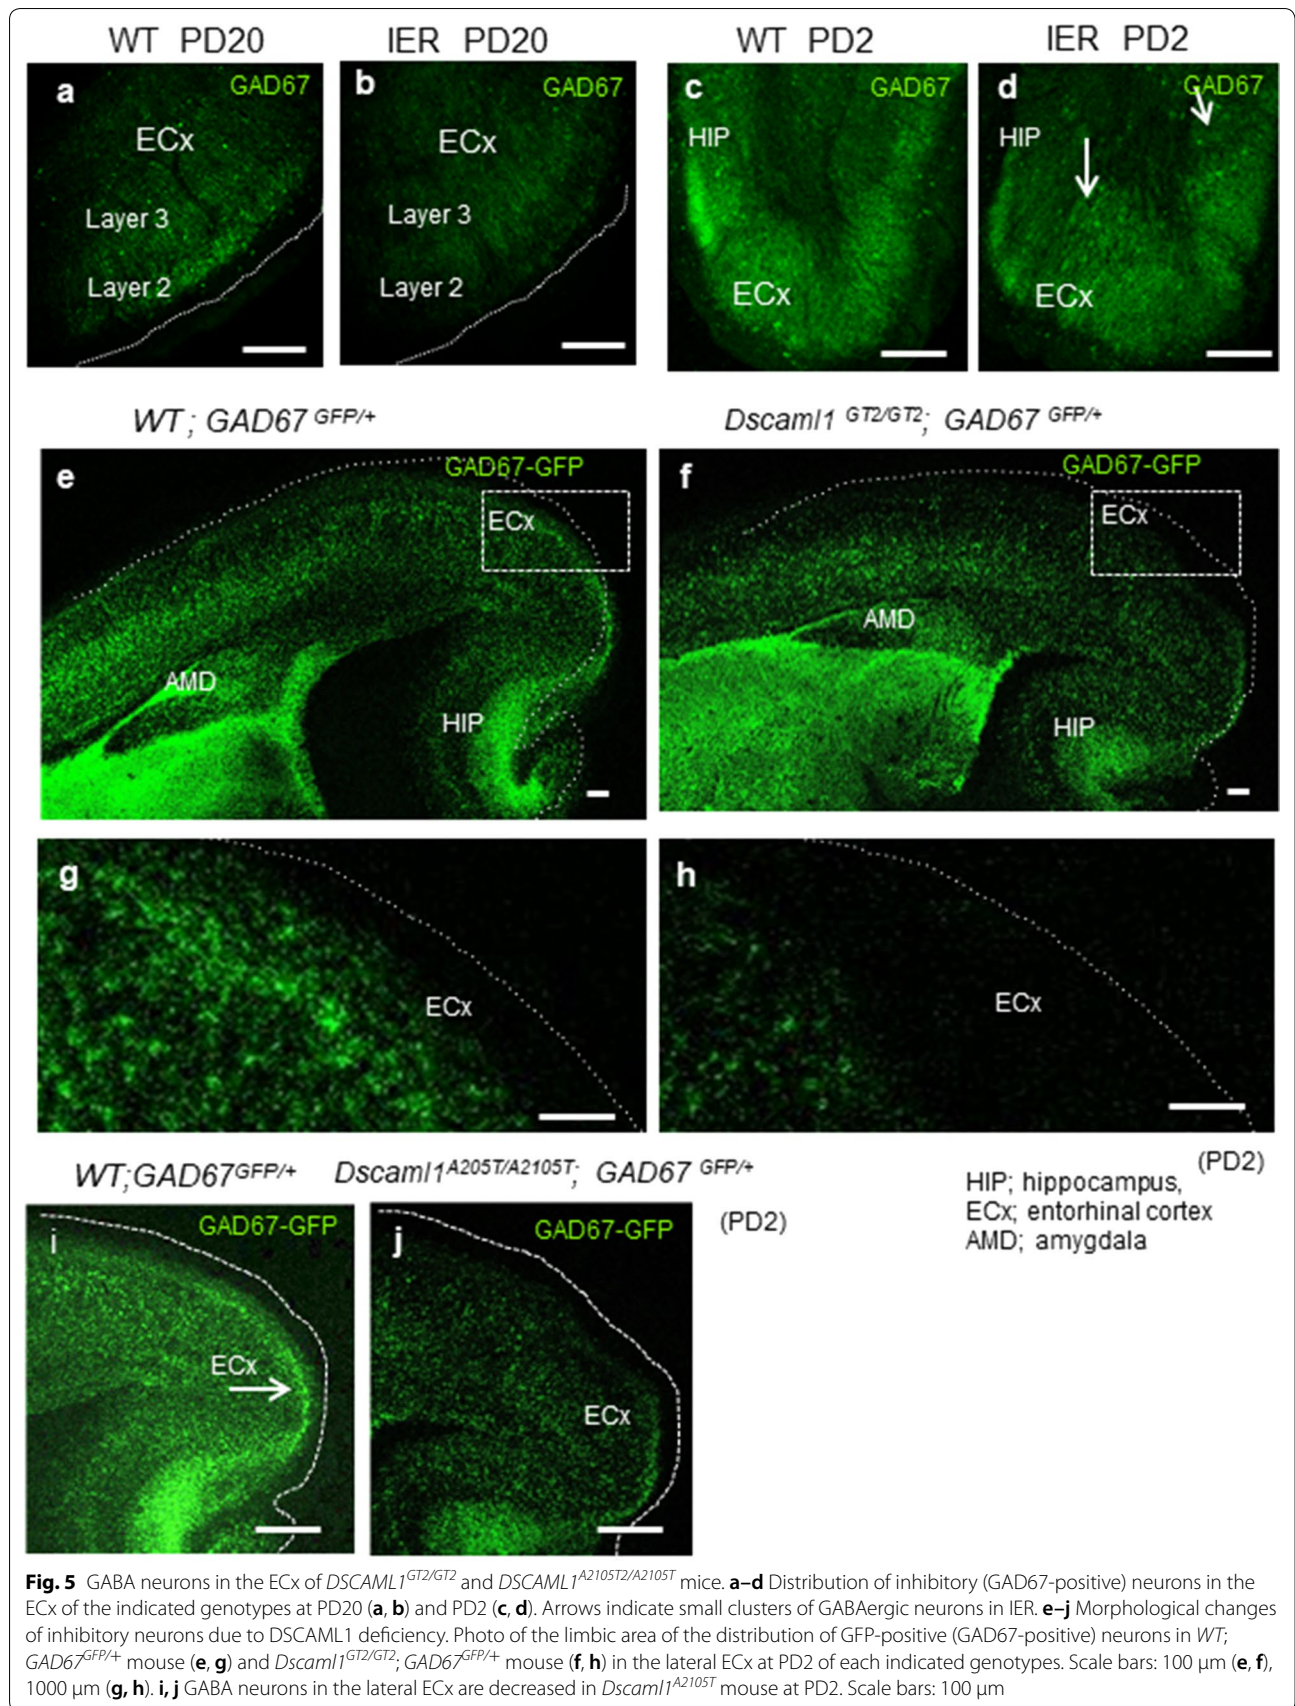 WT PD20 IER PD20 WT PD2 IER PD2
a GAD67 b GAD67 c GAD67 d GAD67
ECx ECx HIP HIP
Layer 3 Layer 3
Layer 2 Layer 2 ECx ECx
WT; GAD67 GFP/+ Dscaml1 GT2/GT2; GAD67 GFP/+
e GAD67-GFP f GAD67-GFP
ECx ECx
AMD AMD
HIP HIP
g h
ECx ECx
WT;GAD67GFP/+ Dscaml1A205T/A2105T; GAD67 GFP/+ (PD2)
HIP; hippocampus,
ECx; entorhinal cortex
AMD; amygdala
i GAD67-GFP j GAD67-GFP (PD2)
ECx ECx
Fig. 5 GABA neurons in the ECx of DSCAML1GT2/GT2 and DSCAML1A2105T2/A2105T mice. a–d Distribution of inhibitory (GAD67-positive) neurons in the
ECx of the indicated genotypes at PD20 (a, b) and PD2 (c, d). Arrows indicate small clusters of GABAergic neurons in IER. e–j Morphological changes
of inhibitory neurons due to DSCAML1 deficiency. Photo of the limbic area of the distribution of GFP-positive (GAD67-positive) neurons in WT;
GAD67GFP/+ mouse (e, g) and Dscaml1GT2/GT2; GAD67GFP/+ mouse (f, h) in the lateral ECx at PD2 of each indicated genotypes. Scale bars: 100 μm (e, f),
1000 μm (g, h). i, j GABA neurons in the lateral ECx are decreased in Dscaml1A2105T mouse at PD2. Scale bars: 100 μm